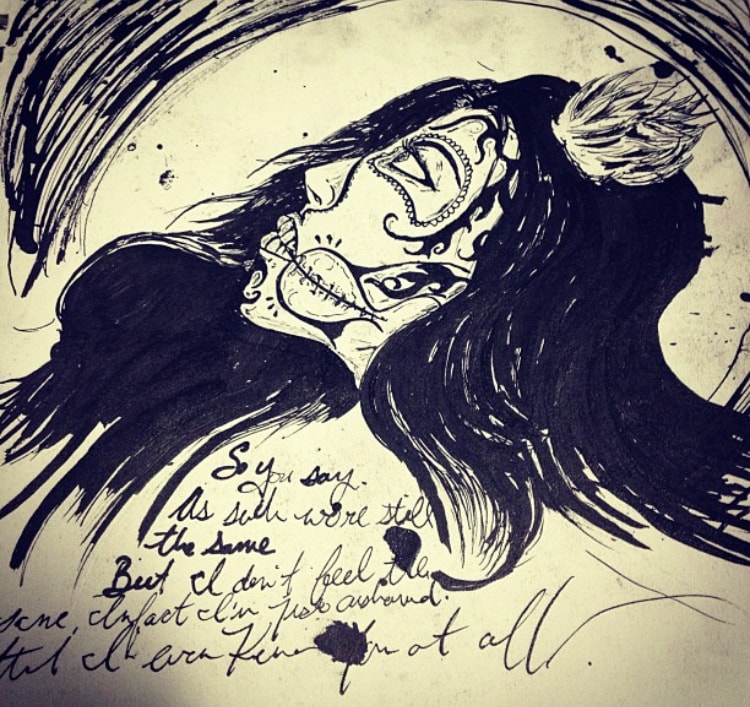 So you say.
As such we're still
the same
But I don't feel the
same, Infact I'm just ashamed.
that I even Knew You at all.